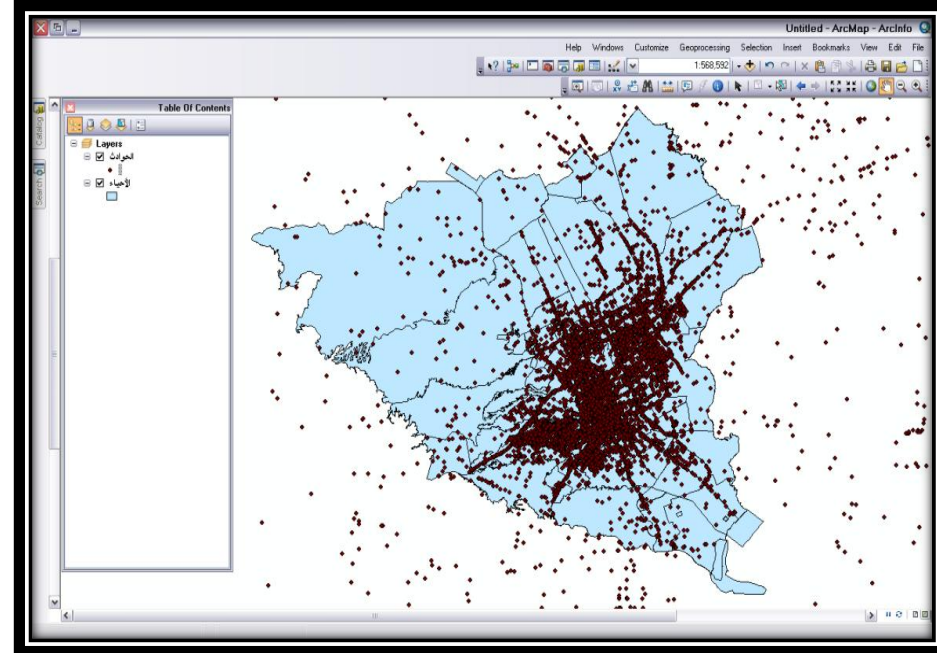 Untitled - ArcMap - ArcInfo
Help Windows Customize Geoprocessing Selection Insert Bookmarks View Edit File
1:568,592
Table Of Contents
Catalog
Search
Layers
الحوادث
الأحياء